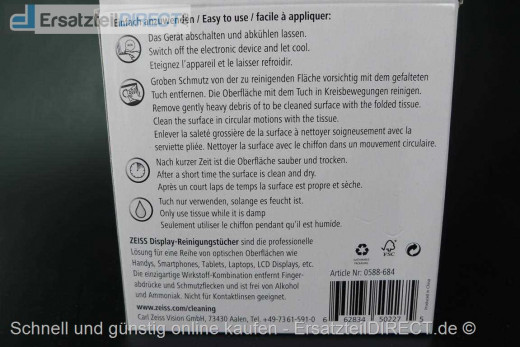 ErsatzteilDIRECT.de
Einfach anzuwenden / Easy to use / facile à appliquer:
Das Gerät abschalten und abkühlen lassen.
Switch off the electronic device and let cool.
Eteignez l'appareil et le laisser refroidir.
Groben Schmutz von der zu reinigenden Fläche vorsichtig mit dem gefalteten
Tuch entfernen. Die Oberfläche mit dem Tuch in Kreisbewegungen reinigen.
Remove gently heavy debris of to be cleaned surface with the folded tissue.
Clean the surface in circular motions with the tissue.
Enlever la saleté grossière de la surface à nettoyer soigneusement avec la
serviette pliée. Nettoyer la surface avec le chiffon dans un mouvement circulaire.
Nach kurzer Zeit ist die Oberfläche sauber und trocken.
After a short time the surface is clean and dry.
Après un court laps de temps la surface est propre et sèche.
Tuch nur verwenden, solange es feucht ist.
Only use tissue while it is damp
Seulement utiliser le chiffon pendant qu'il est humide.
ZEISS Display-Reinigungstücher sind die professionelle
Lösung für eine Reihe von optischen Oberflächen wie
Handys, Smartphones, Tablets, Laptops, LCD Displays, etc.
Die einzigartige Wirkstoff-Kombination entfernt Finger-
abdrücke und Schmutzflecken und ist frei von Alkohol
und Ammoniak. Nicht für Kontaktlinsen geeignet.
www.zeiss.com/cleaning
Carl Zeiss Vision GmbH, 73430 Aalen, Tel. +49-7361-591-0
FSC
Article Nr: 0588-684
6 62834 50227 5
Schnell und günstig online kaufen - ErsatzteilDIRECT.de ©